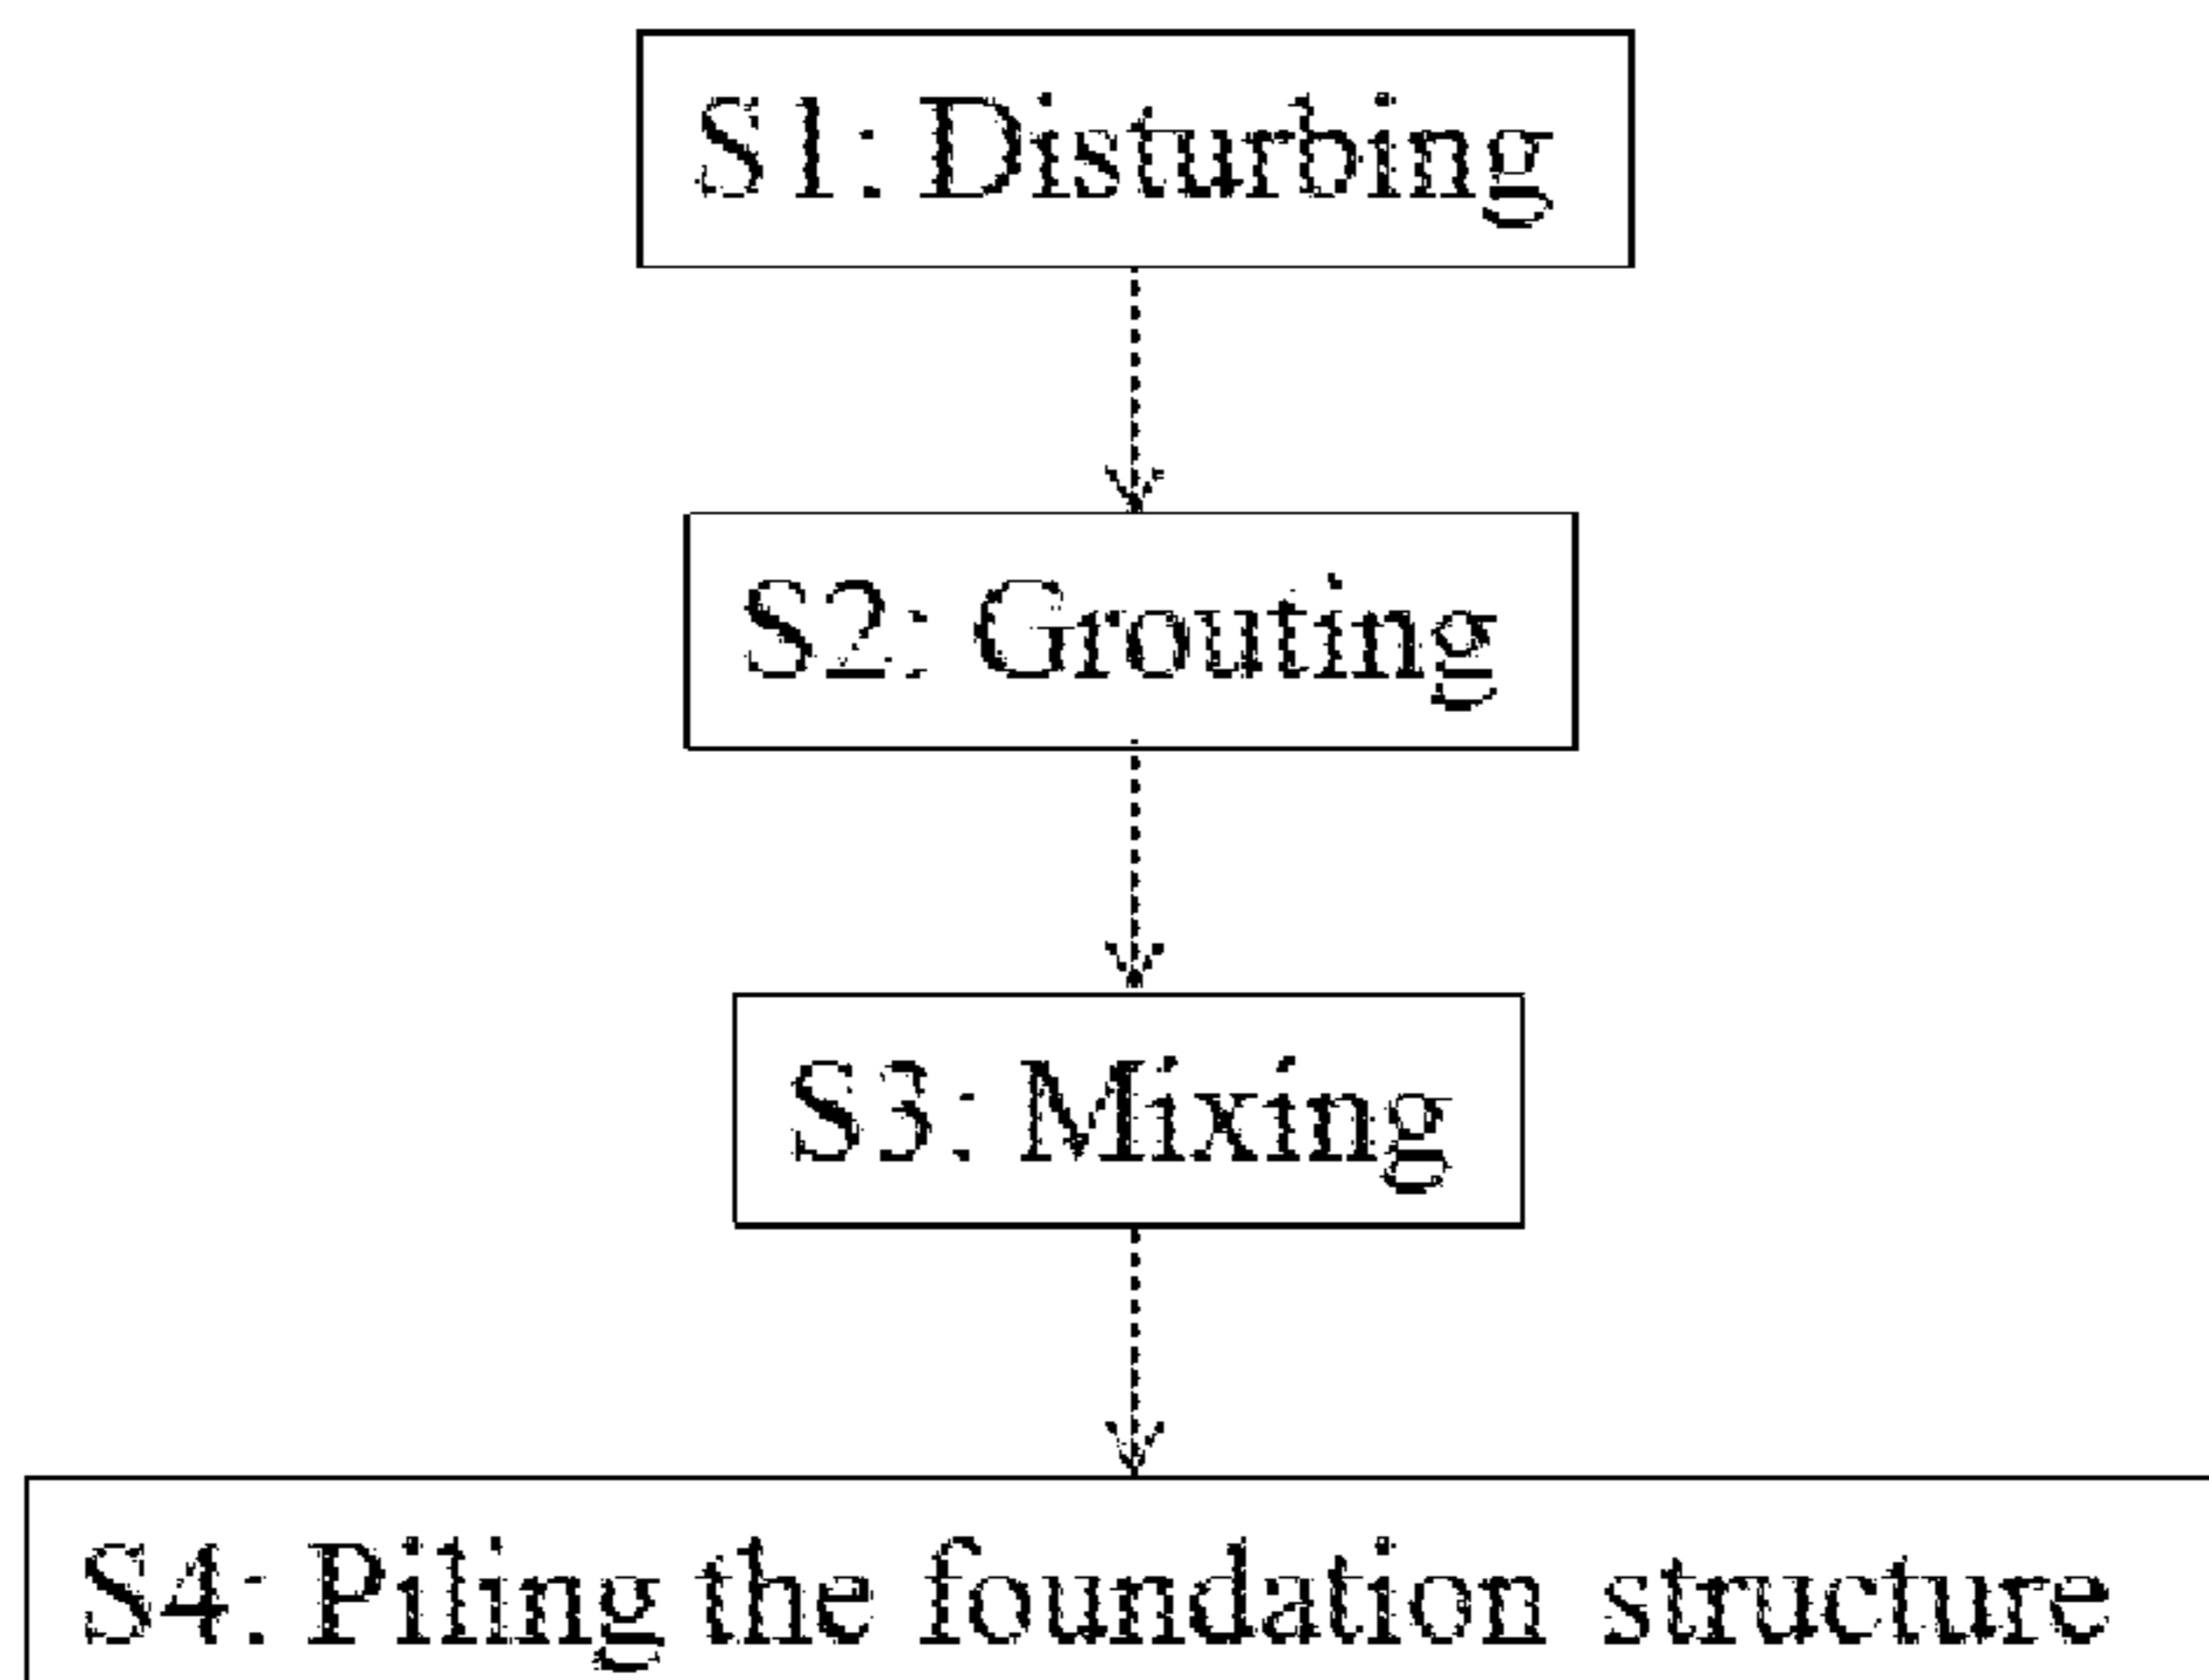 S1: Disturbing
S2: Grouting
S3: Mixing
S4: Piling the foundation structure